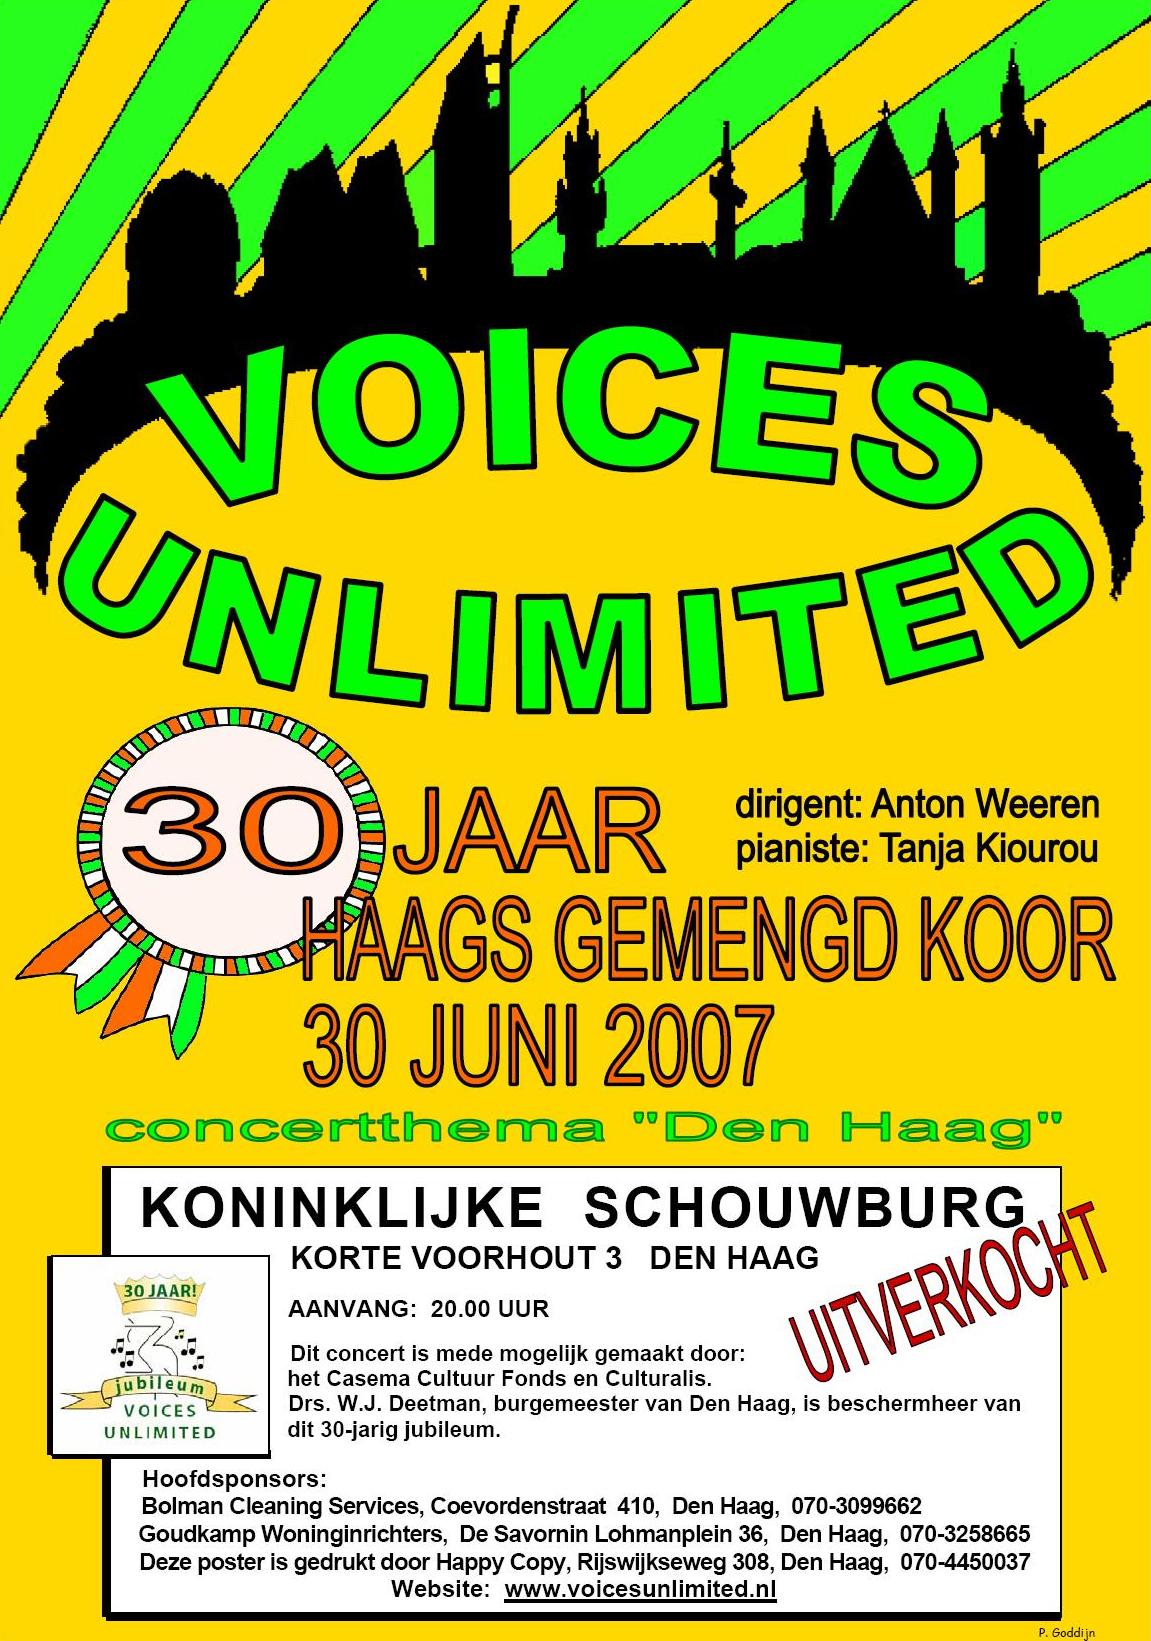 VOICES
UNLIMITED
30 JAAR
dirigent: Anton Weeren
pianiste: Tanja Kiourou
HAAGS GEMENGD KOOR
30 JUNI 2007
concertthema "Den Haag"
KONINKLIJKE SCHOUWBURG
KORTE VOORHOUT 3 DEN HAAG
UITVERKOCHT
AANVANG: 20.00 UUR
30 JAAR!
jubileum
VOICES
UNLIMITED
Dit concert is mede mogelijk gemaakt door:
het Casema Cultuur Fonds en Culturalis.
Drs. W.J. Deetman, burgemeester van Den Haag, is beschermheer van
dit 30-jarig jubileum.
Hoofdsponsors:
Bolman Cleaning Services, Coevordenstraat 410, Den Haag, 070-3099662
Goudkamp Woninginrichters, De Savornin Lohmanplein 36, Den Haag, 070-3258665
Deze poster is gedrukt door Happy Copy, Rijswijkseweg 308, Den Haag, 070-4450037
Website: www.voicesunlimited.nl
P. Goddijn